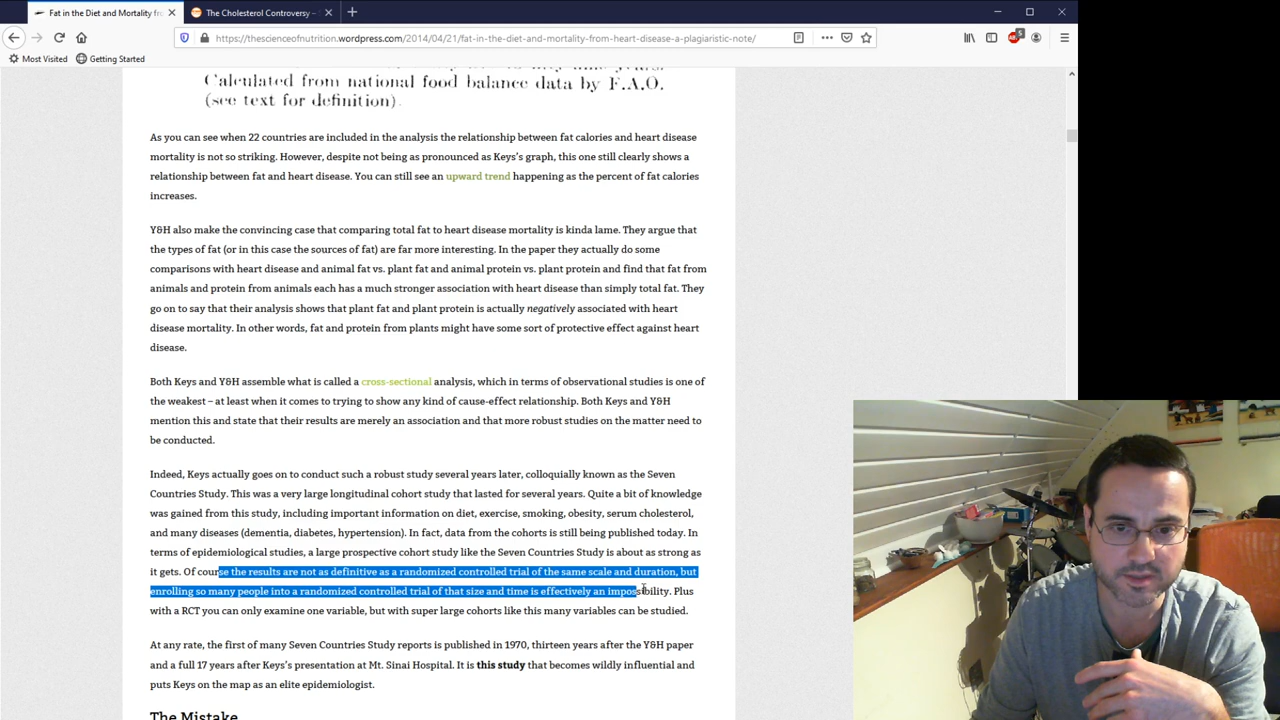 Fat in the Diet and Mortality fro
The Cholesterol Controversy –
https://thescienceofnutrition.wordpress.com/2014/04/21/fat-in-the-diet-and-mortality-from-heart-disease-a-plagiaristic-note/
5
Most Visited
Getting Started
Calculated from national food balance data by F.A.O.
(see text for definition).
As you can see when 22 countries are included in the analysis the relationship between fat calories and heart disease
mortality is not so striking. However, despite not being as pronounced as Keys's graph, this one still clearly shows a
relationship between fat and heart disease. You can still see an upward trend happening as the percent of fat calories
increases.
Y&H also make the convincing case that comparing total fat to heart disease mortality is kinda lame. They argue that
the types of fat (or in this case the sources of fat) are far more interesting. In the paper they actually do some
comparisons with heart disease and animal fat vs. plant fat and animal protein vs. plant protein and find that fat from
animals and protein from animals each has a much stronger association with heart disease than simply total fat. They
go on to say that their analysis shows that plant fat and plant protein is actually negatively associated with heart
disease mortality. In other words, fat and protein from plants might have some sort of protective effect against heart
disease.
Both Keys and Y&H assemble what is called a cross-sectional analysis, which in terms of observational studies is one of
the weakest – at least when it comes to trying to show any kind of cause-effect relationship. Both Keys and Y&H
mention this and state that their results are merely an association and that more robust studies on the matter need to
be conducted.
Indeed, Keys actually goes on to conduct such a robust study several years later, colloquially known as the Seven
Countries Study. This was a very large longitudinal cohort study that lasted for several years. Quite a bit of knowledge
was gained from this study, including important information on diet, exercise, smoking, obesity, serum cholesterol,
and many diseases (dementia, diabetes, hypertension). In fact, data from the cohorts is still being published today. In
terms of epidemiological studies, a large prospective cohort study like the Seven Countries Study is about as strong as
it gets. Of course the results are not as definitive as a randomized controlled trial of the same scale and duration, but
enrolling so many people into a randomized controlled trial of that size and time is effectively an impossibility. Plus
with a RCT you can only examine one variable, but with super large cohorts like this many variables can be studied.
At any rate, the first of many Seven Countries Study reports is published in 1970, thirteen years after the Y&H paper
and a full 17 years after Keys's presentation at Mt. Sinai Hospital. It is this study that becomes wildly influential and
puts Keys on the map as an elite epidemiologist.
The Mistake